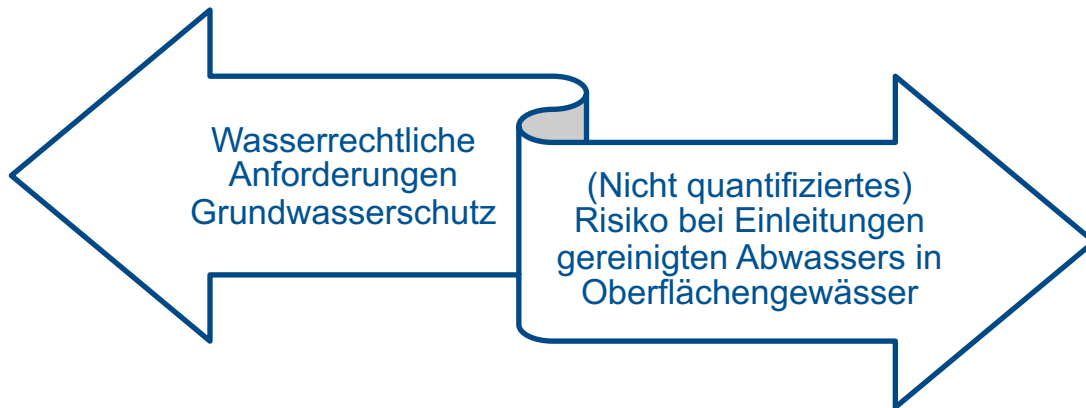 Wasserrechtliche
Anforderungen
Grundwasserschutz
(Nicht quantifiziertes)
Risiko bei Einleitungen
gereinigten Abwassers in
Oberflächengewässer